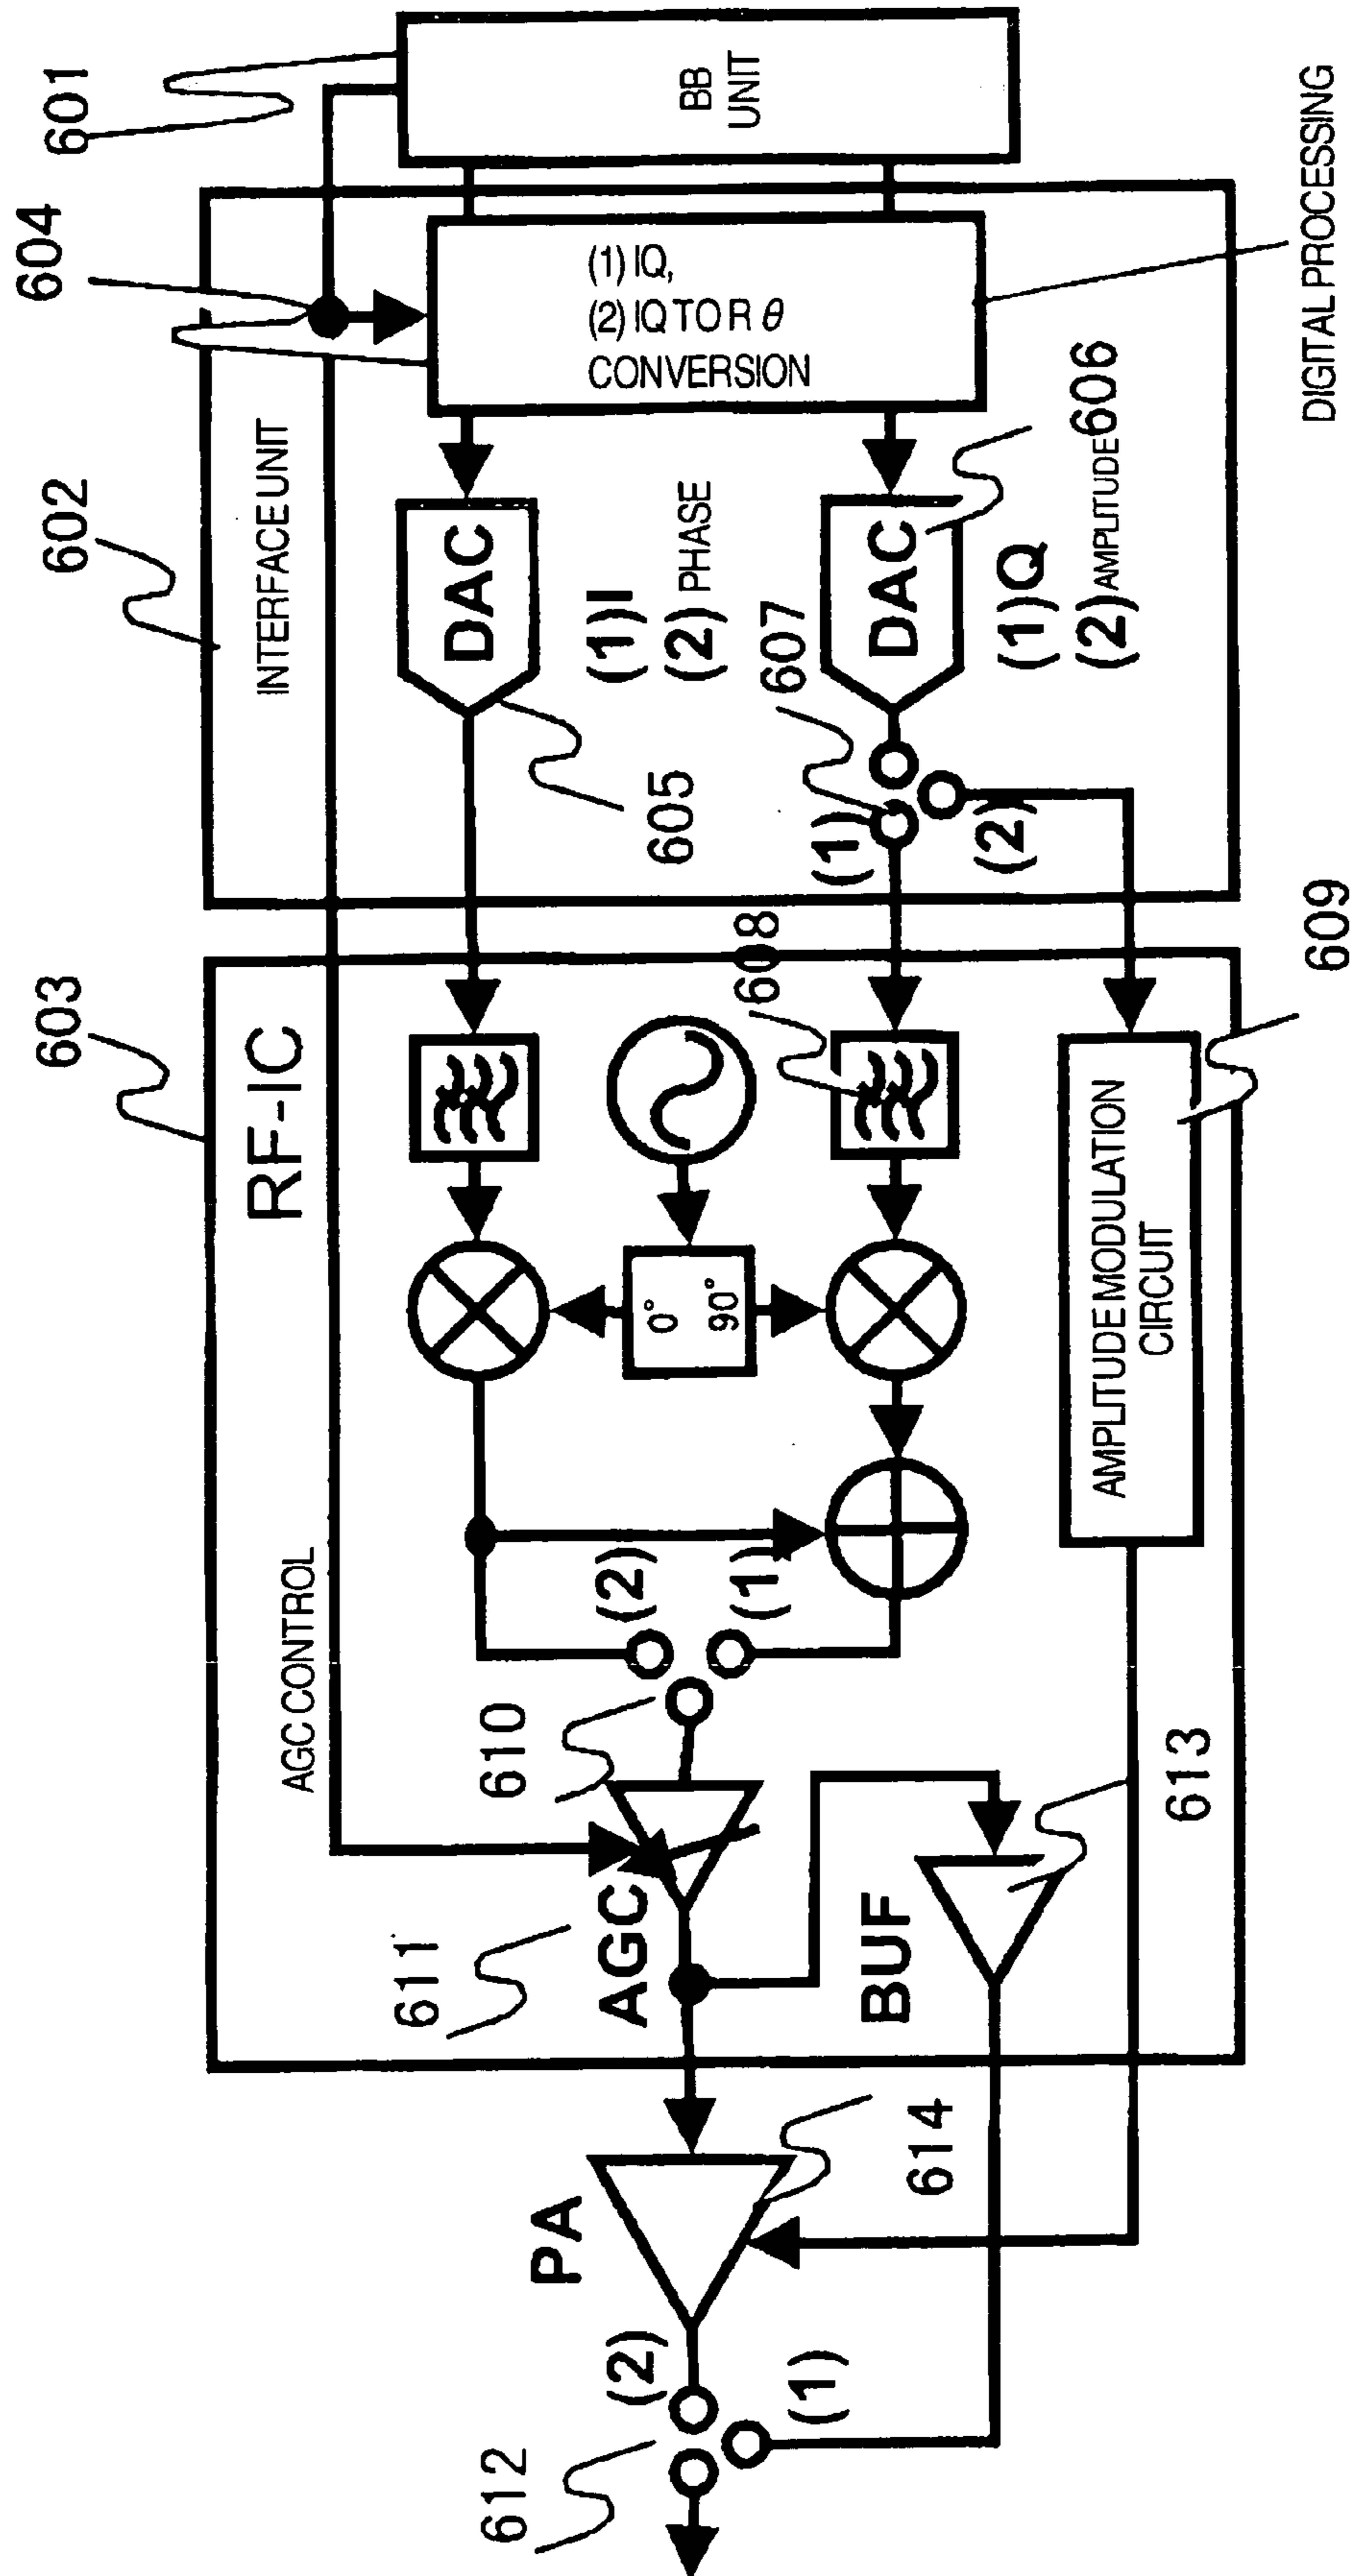 601
BB
UNIT
604
(1) IQ,
(2) IQ TO R θ
CONVERSION
DIGITAL PROCESSING
602
INTERFACE UNIT
DAC
605
(1)I
(2) PHASE
607
DAC
606
(1)Q
(2) AMPLITUDE
(1)
(2)
603
RF-IC
608
609
0°
90°
AMPLITUDE MODULATION
CIRCUIT
AGC CONTROL
(2)
(1)
610
611
AGC
BUF
613
PA
614
612
(2)
(1)